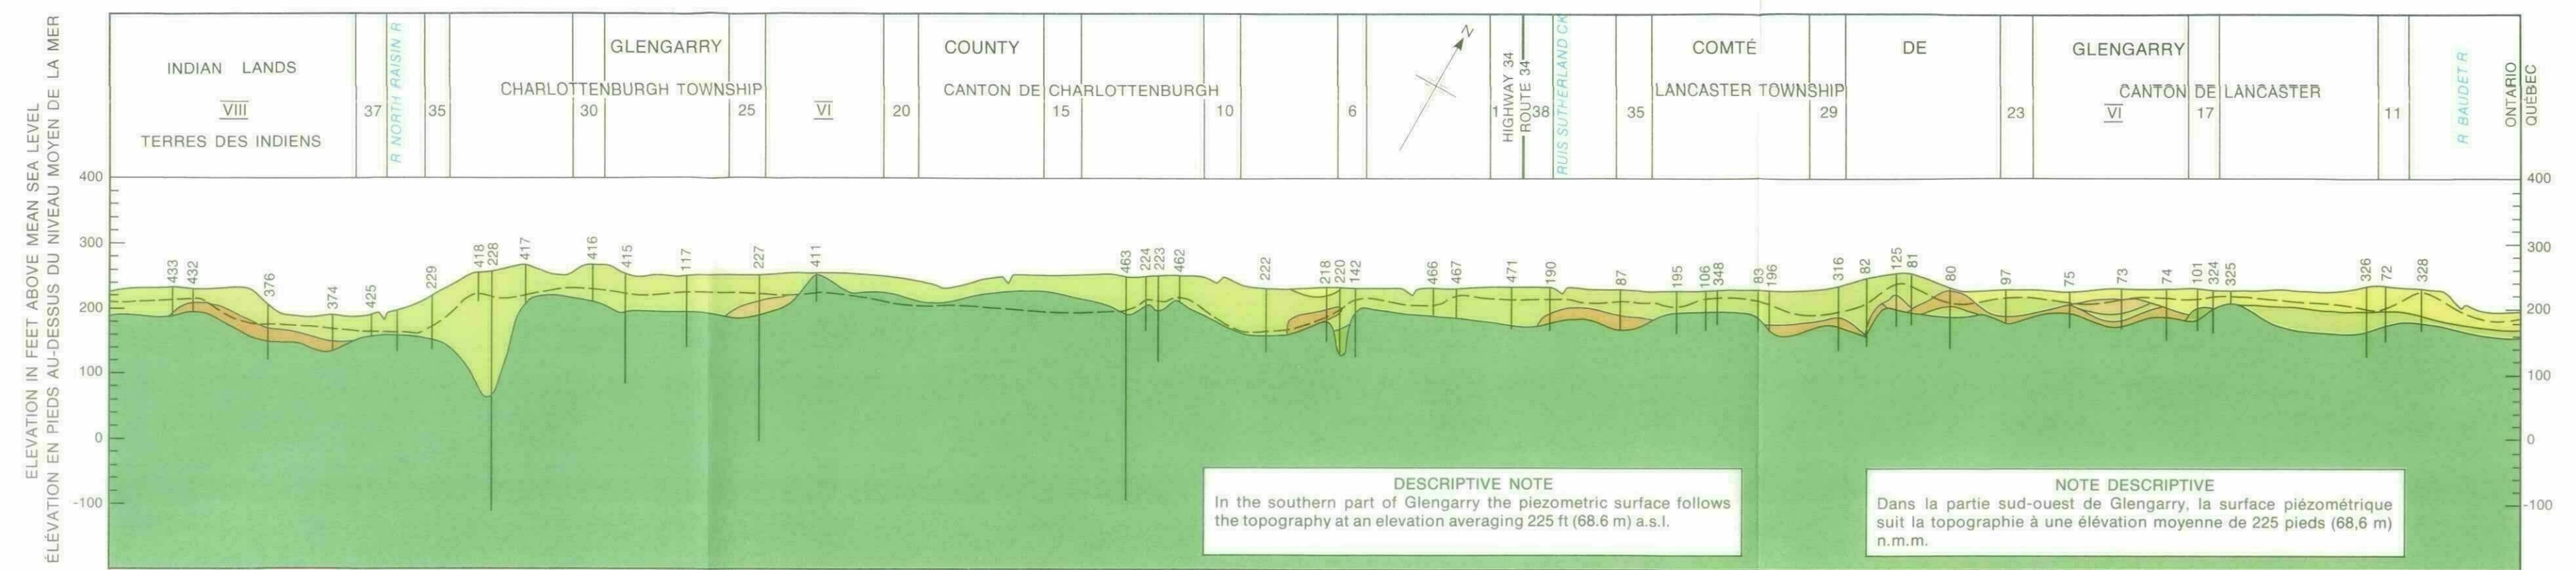 ELEVATION IN FEET ABOVE MEAN SEA LEVEL
ÉLÉVATION EN PIEDS AU-DESSUS DU NIVEAU MOYEN DE LA MER
GLENGARRY COUNTY COMTÉ DE GLENGARRY
INDIAN LANDS
VIII
TERRES DES INDIENS
CHARLOTTENBURGH TOWNSHIP CANTON DE CHARLOTTENBURGH LANCASTER TOWNSHIP CANTON DE LANCASTER
37 35 30 25 VI 20 15 10 6 1 38 35 29 23 VI 17 11
R NORTH RAISIN R
N
HIGHWAY 34
ROUTE 34
RUIS SUTHERLAND CK
R BAUDET R
ONTARIO
QUÉBEC
400 400
300 300
200 200
100 100
0 0
-100 -100
433 432 376 374 425 229 418 228 417 416 415 117 227 411 463 224 223 462 222 218 220 142 466 467 471 190 87 195 106 348 83 196 316 82 125 81 80 97 75 73 74 101 324 325 326 72 328
DESCRIPTIVE NOTE
In the southern part of Glengarry the piezometric surface follows
the topography at an elevation averaging 225 ft (68.6 m) a.s.l.
NOTE DESCRIPTIVE
Dans la partie sud-ouest de Glengarry, la surface piézométrique
suit la topographie à une élévation moyenne de 225 pieds (68,6 m)
n.m.m.